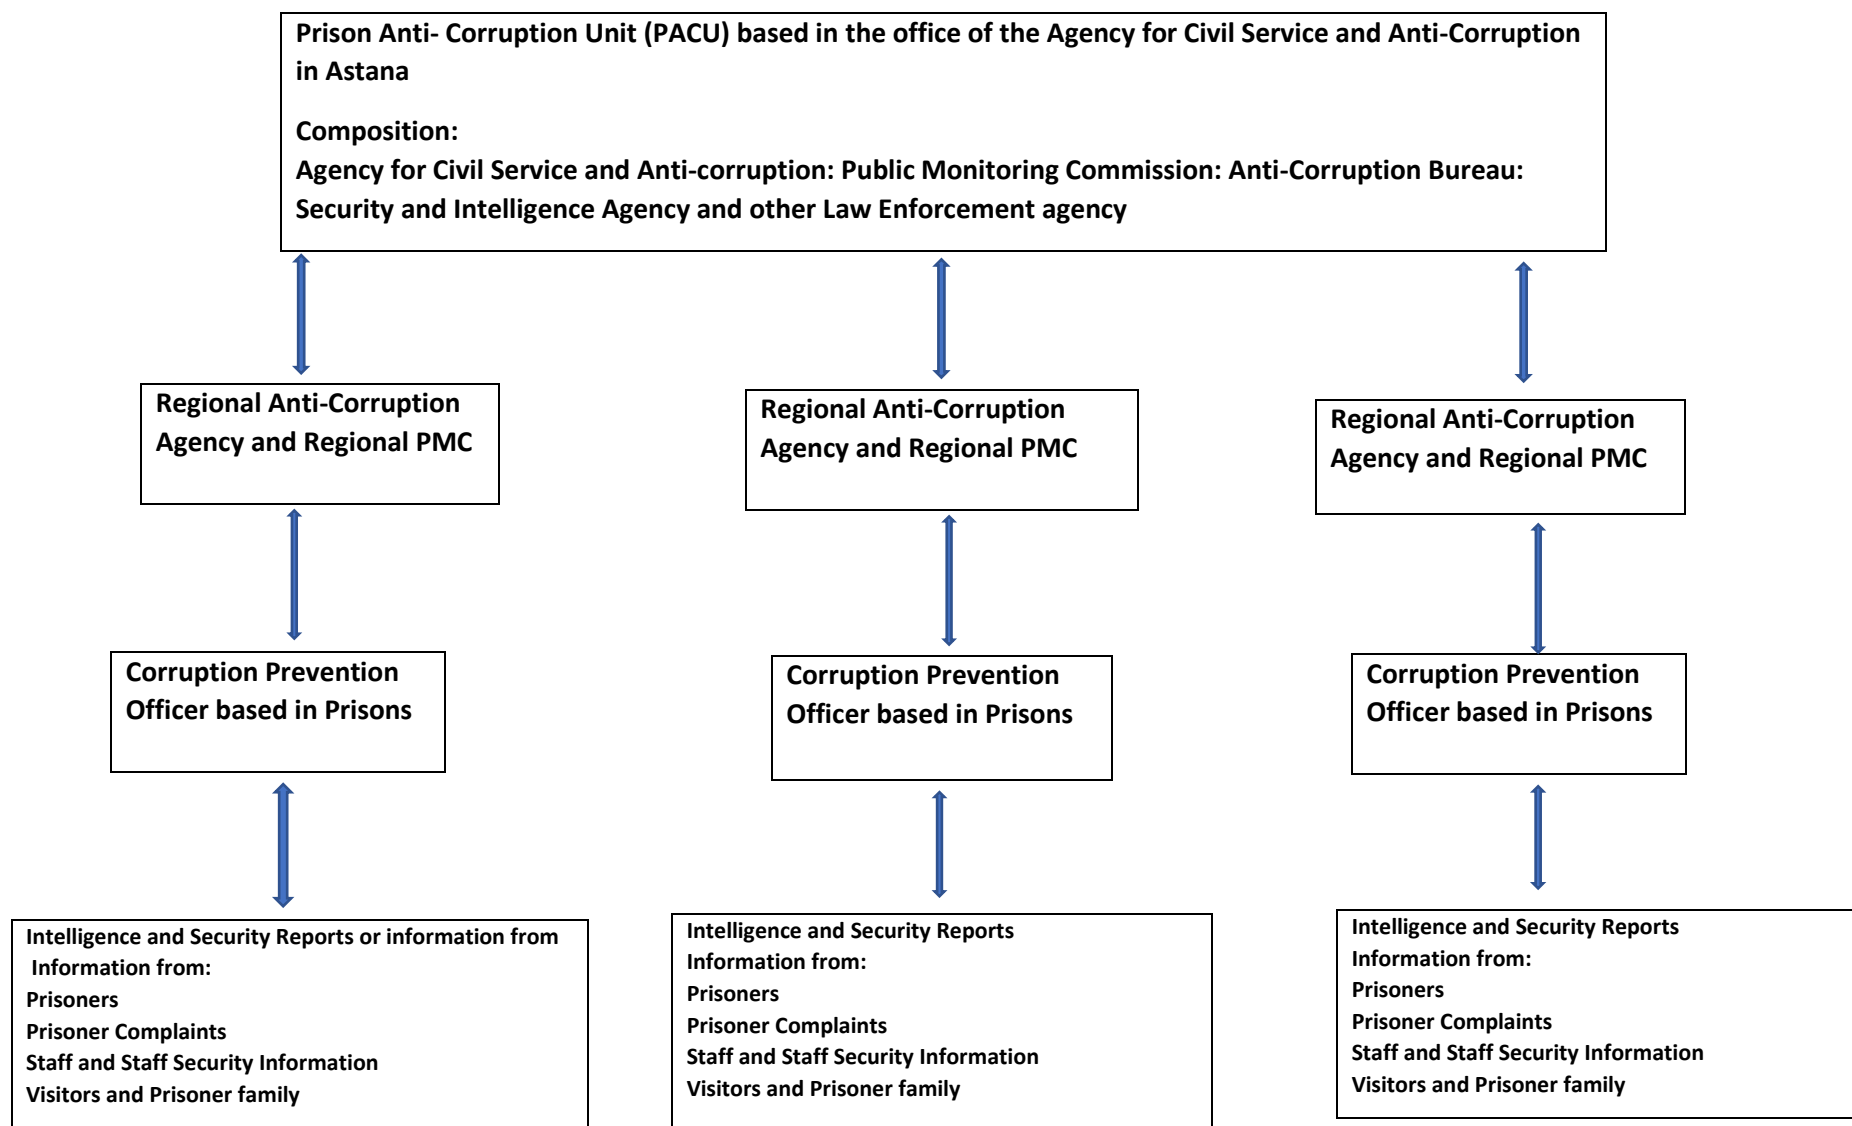 Prison Anti- Corruption Unit (PACU) based in the office of the Agency for Civil Service and Anti-Corruption
in Astana
Composition:
Agency for Civil Service and Anti-corruption: Public Monitoring Commission: Anti-Corruption Bureau:
Security and Intelligence Agency and other Law Enforcement agency
Regional Anti-Corruption
Agency and Regional PMC
Regional Anti-Corruption
Agency and Regional PMC
Regional Anti-Corruption
Agency and Regional PMC
Corruption Prevention
Officer based in Prisons
Corruption Prevention
Officer based in Prisons
Corruption Prevention
Officer based in Prisons
Intelligence and Security Reports or information from
Information from:
Prisoners
Prisoner Complaints
Staff and Staff Security Information
Visitors and Prisoner family
Intelligence and Security Reports
Information from:
Prisoners
Prisoner Complaints
Staff and Staff Security Information
Visitors and Prisoner family
Intelligence and Security Reports
Information from:
Prisoners
Prisoner Complaints
Staff and Staff Security Information
Visitors and Prisoner family